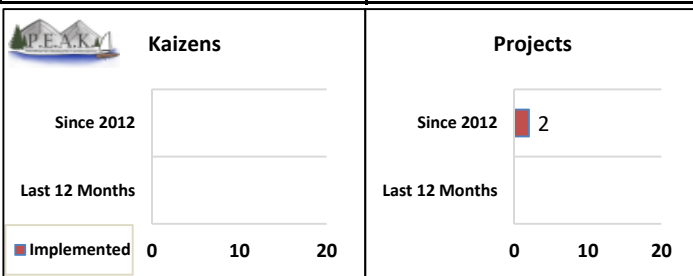 P.E.A.K.
Kaizens
Since 2012
Last 12 Months
Implemented
0 10 20
Projects
Since 2012
2
Last 12 Months
0 10 20